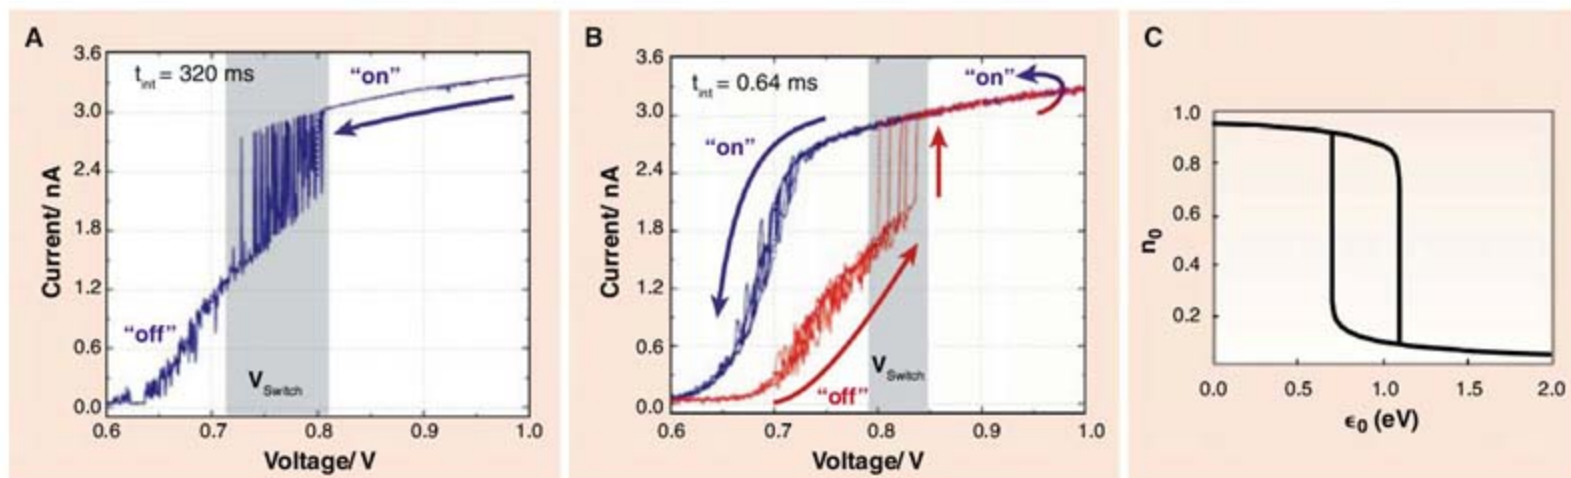 A
3.6
3.0
2.4
1.8
1.2
0.6
0.0
Current/ nA
t_int = 320 ms
“on”
“off”
V_Switch
0.6 0.7 0.8 0.9 1.0
Voltage/ V
B
3.6
3.0
2.4
1.8
1.2
0.6
0.0
Current/ nA
t_int = 0.64 ms
“on”
“on”
“off”
V_Switch
0.6 0.7 0.8 0.9 1.0
Voltage/ V
C
1.0
0.8
0.6
0.4
0.2
n₀
0.0 0.5 1.0 1.5 2.0
ϵ₀ (eV)